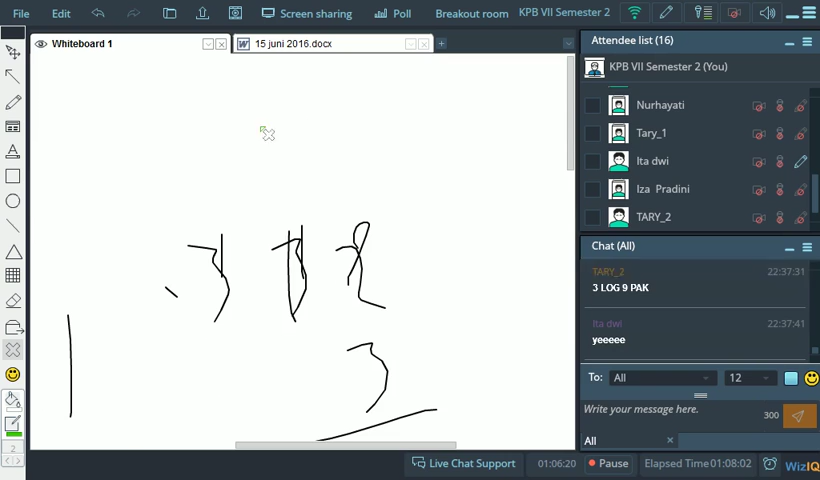 File Edit Screen sharing Poll Breakout room KPB VII Semester 2
Whiteboard 1 15 juni 2016.docx
Attendee list (16)
KPB VII Semester 2 (You)
Nurhayati
Tary_1
Ita dwi
Iza Pradini
TARY_2
Chat (All)
TARY_2 22:37:31
3 LOG 9 PAK
Ita dwi 22:37:41
yeeeee
To: All 12
Write your message here. 300
All
3
2
Live Chat Support 01:06:20 Pause Elapsed Time 01:08:02 WizIQ